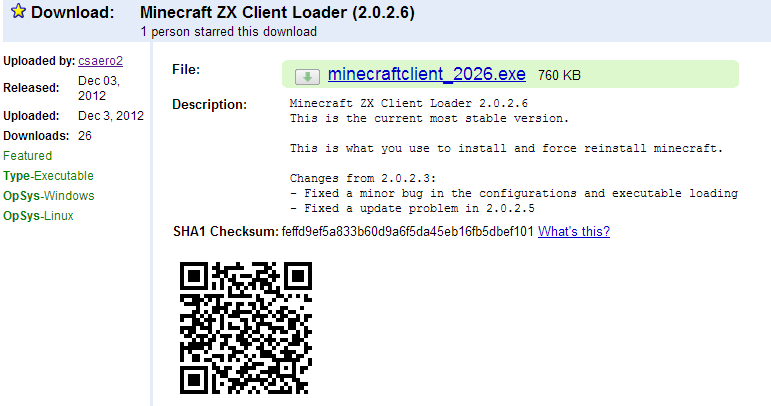 Download: Minecraft ZX Client Loader (2.0.2.6)
1 person starred this download
Uploaded by: csaero2
Released: Dec 03, 2012
Uploaded: Dec 3, 2012
Downloads: 26
Featured
Type-Executable
OpSys-Windows
OpSys-Linux
File: minecraftclient_2026.exe 760 KB
Description: Minecraft ZX Client Loader 2.0.2.6
This is the current most stable version.
This is what you use to install and force reinstall minecraft.
Changes from 2.0.2.3:
- Fixed a minor bug in the configurations and executable loading
- Fixed a update problem in 2.0.2.5
SHA1 Checksum: feffd9ef5a833b60d9a6f5da45eb16fb5dbef101 What's this?